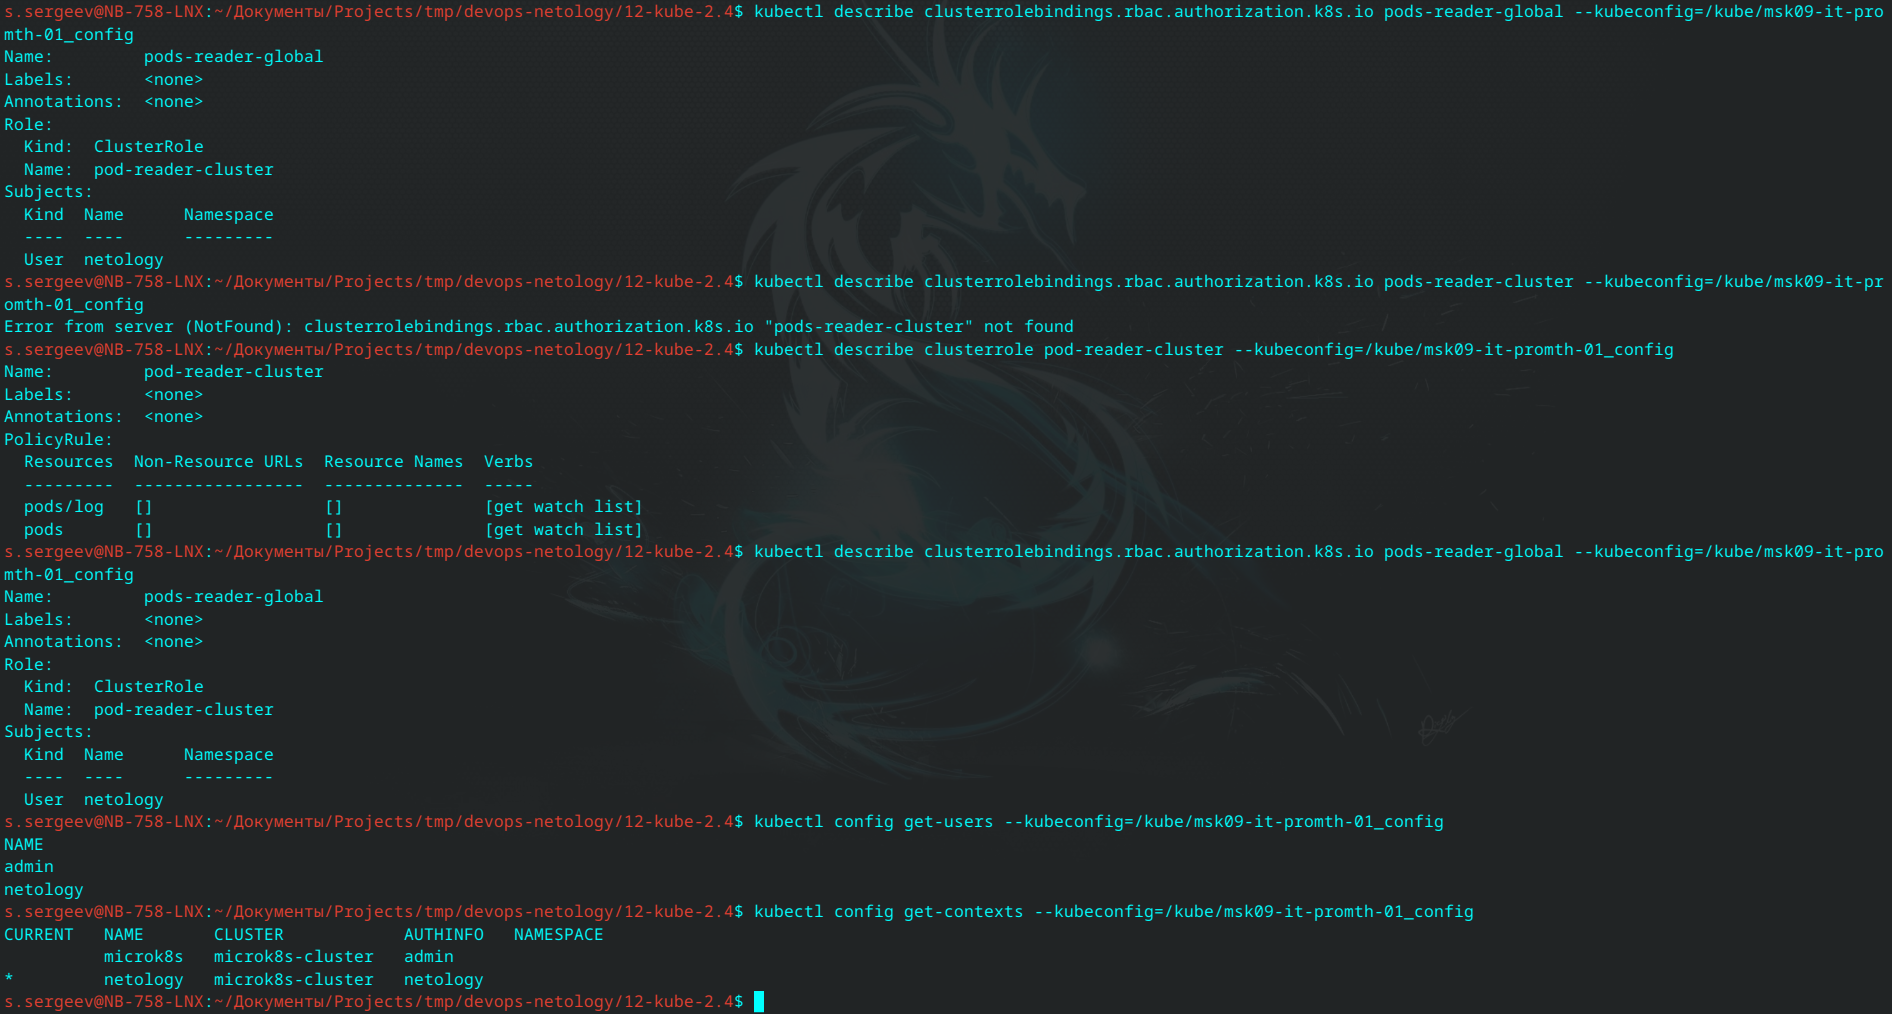 s.sergeev@NB-758-LNX:~/Документы/Projects/tmp/devops-netology/12-kube-2.4$ kubectl describe clusterrolebindings.rbac.authorization.k8s.io pods-reader-global --kubeconfig=/kube/msk09-it-pro
mth-01_config
Name:         pods-reader-global
Labels:       <none>
Annotations:  <none>
Role:
  Kind:  ClusterRole
  Name:  pod-reader-cluster
Subjects:
  Kind  Name      Namespace
  ----  ----      ---------
  User  netology
s.sergeev@NB-758-LNX:~/Документы/Projects/tmp/devops-netology/12-kube-2.4$ kubectl describe clusterrolebindings.rbac.authorization.k8s.io pods-reader-cluster --kubeconfig=/kube/msk09-it-pr
omth-01_config
Error from server (NotFound): clusterrolebindings.rbac.authorization.k8s.io "pods-reader-cluster" not found
s.sergeev@NB-758-LNX:~/Документы/Projects/tmp/devops-netology/12-kube-2.4$ kubectl describe clusterrole pod-reader-cluster --kubeconfig=/kube/msk09-it-promth-01_config
Name:         pod-reader-cluster
Labels:       <none>
Annotations:  <none>
PolicyRule:
  Resources  Non-Resource URLs  Resource Names  Verbs
  ---------  -----------------  --------------  -----
  pods/log   []                 []              [get watch list]
  pods       []                 []              [get watch list]
s.sergeev@NB-758-LNX:~/Документы/Projects/tmp/devops-netology/12-kube-2.4$ kubectl describe clusterrolebindings.rbac.authorization.k8s.io pods-reader-global --kubeconfig=/kube/msk09-it-pro
mth-01_config
Name:         pods-reader-global
Labels:       <none>
Annotations:  <none>
Role:
  Kind:  ClusterRole
  Name:  pod-reader-cluster
Subjects:
  Kind  Name      Namespace
  ----  ----      ---------
  User  netology
s.sergeev@NB-758-LNX:~/Документы/Projects/tmp/devops-netology/12-kube-2.4$ kubectl config get-users --kubeconfig=/kube/msk09-it-promth-01_config
NAME
admin
netology
s.sergeev@NB-758-LNX:~/Документы/Projects/tmp/devops-netology/12-kube-2.4$ kubectl config get-contexts --kubeconfig=/kube/msk09-it-promth-01_config
CURRENT   NAME       CLUSTER            AUTHINFO   NAMESPACE
          microk8s   microk8s-cluster   admin
*         netology   microk8s-cluster   netology
s.sergeev@NB-758-LNX:~/Документы/Projects/tmp/devops-netology/12-kube-2.4$